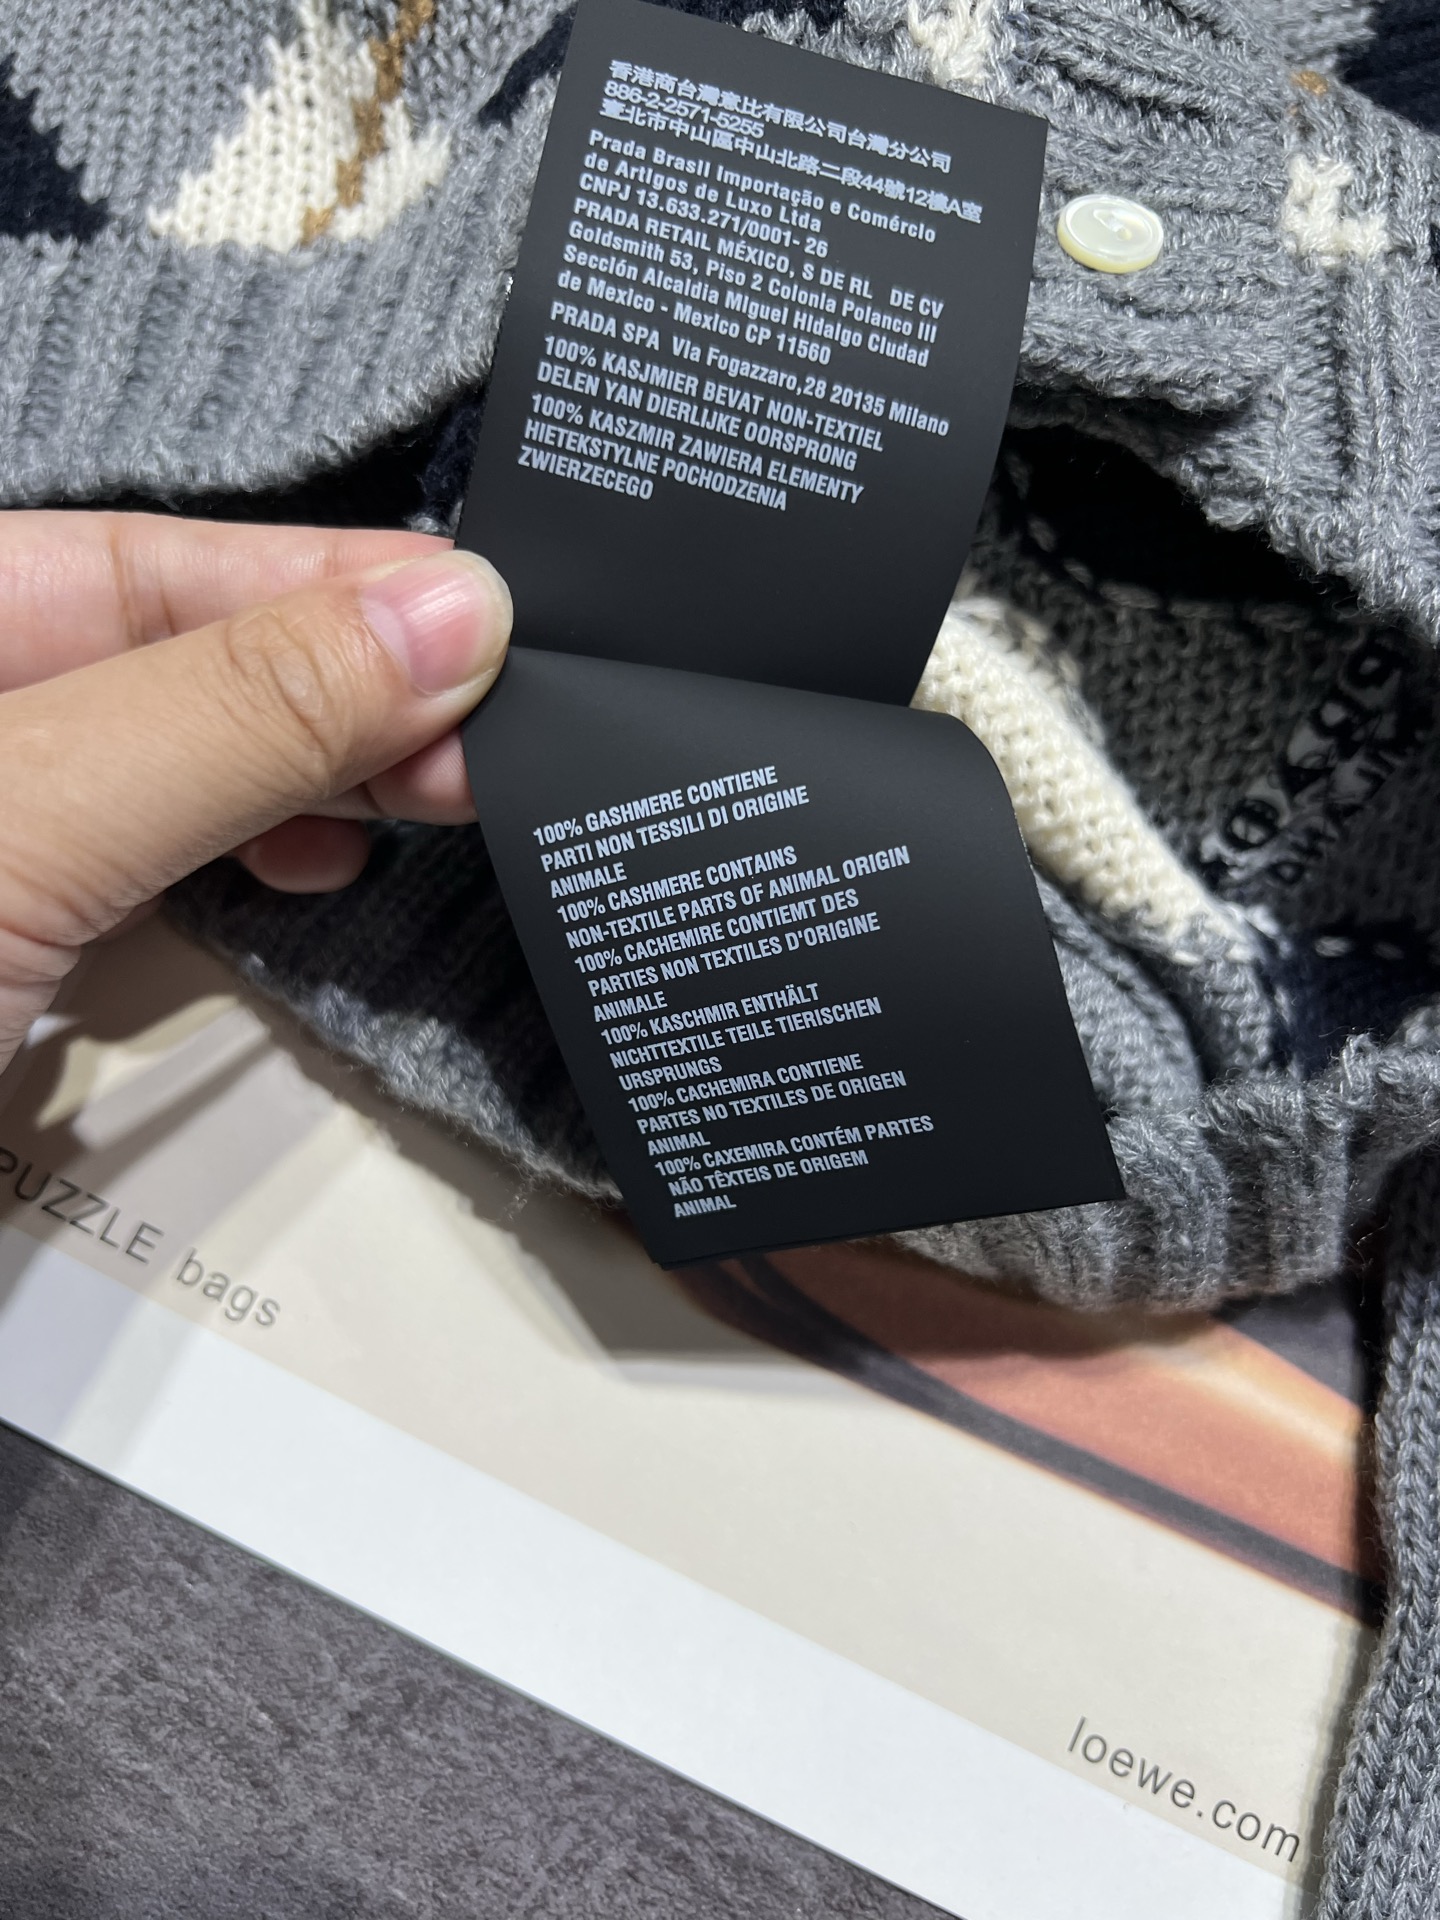 香港商台灣意比有限公司台灣分公司
886-2-2571-5255
臺北市中山區中山北路二段44號12樓A室
Prada Brasil Importação e Comércio
de Artigos de Luxo Ltda
CNPJ 13.633.271/0001- 26
PRADA RETAIL MÉXICO, S DE RL DE CV
Goldsmith 53, Piso 2 Colonia Polanco III
Sección Alcaldia Miguel Hidalgo Ciudad
de Mexico - Mexico CP 11560
PRADA SPA Via Fogazzaro,28 20135 Milano
100% KASJMIER BEVAT NON-TEXTIEL
DELEN YAN DIERLIJKE OORSPRONG
100% KASZMIR ZAWIERA ELEMENTY
HIETEKSTYLNE POCHODZENIA
ZWIERZECEGO
100% GASHMERE CONTIENE
PARTI NON TESSILI DI ORIGINE
ANIMALE
100% CASHMERE CONTAINS
NON-TEXTILE PARTS OF ANIMAL ORIGIN
100% CACHEMIRE CONTIEMT DES
PARTIES NON TEXTILES D'ORIGINE
ANIMALE
100% KASCHMIR ENTHÄLT
NICHTTEXTILE TEILE TIERISCHEN
URSPRUNGS
100% CACHEMIRA CONTIENE
PARTES NO TEXTILES DE ORIGEN
ANIMAL
100% CAXEMIRA CONTÉM PARTES
NÃO TÊXTEIS DE ORIGEM
ANIMAL
PUZZLE bags
loewe.com